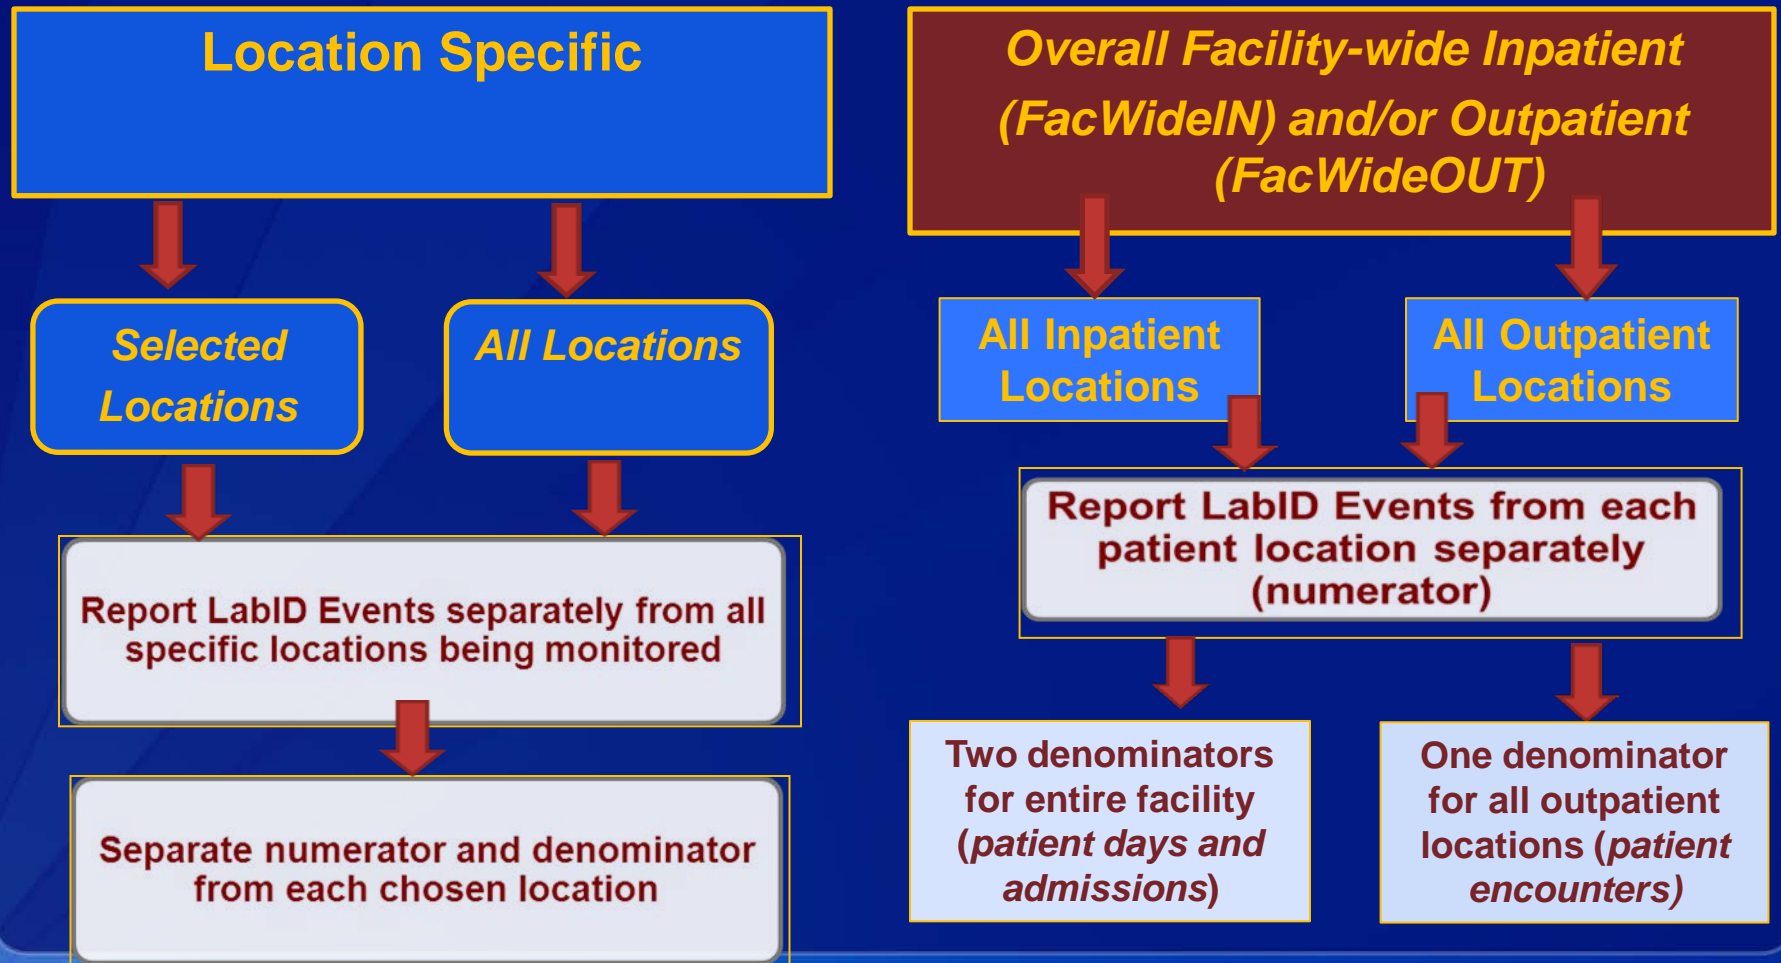 Location Specific
Selected
Locations
All Locations
Report LabID Events separately from all
specific locations being monitored
Separate numerator and denominator
from each chosen location
Overall Facility-wide Inpatient
(FacWideIN) and/or Outpatient
(FacWideOUT)
All Inpatient
Locations
All Outpatient
Locations
Report LabID Events from each
patient location separately
(numerator)
Two denominators
for entire facility
(patient days and
admissions)
One denominator
for all outpatient
locations (patient
encounters)